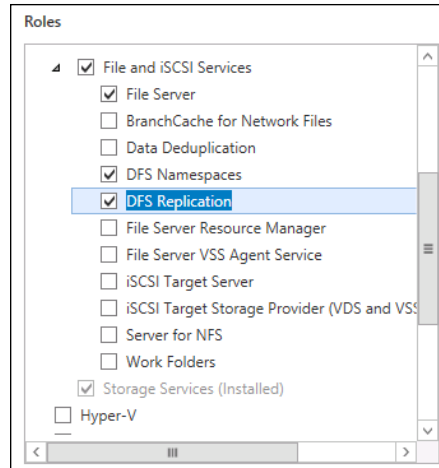 Roles
File and iSCSI Services
File Server
BranchCache for Network Files
Data Deduplication
DFS Namespaces
DFS Replication
File Server Resource Manager
File Server VSS Agent Service
iSCSI Target Server
iSCSI Target Storage Provider (VDS and VSS
Server for NFS
Work Folders
Storage Services (Installed)
Hyper-V